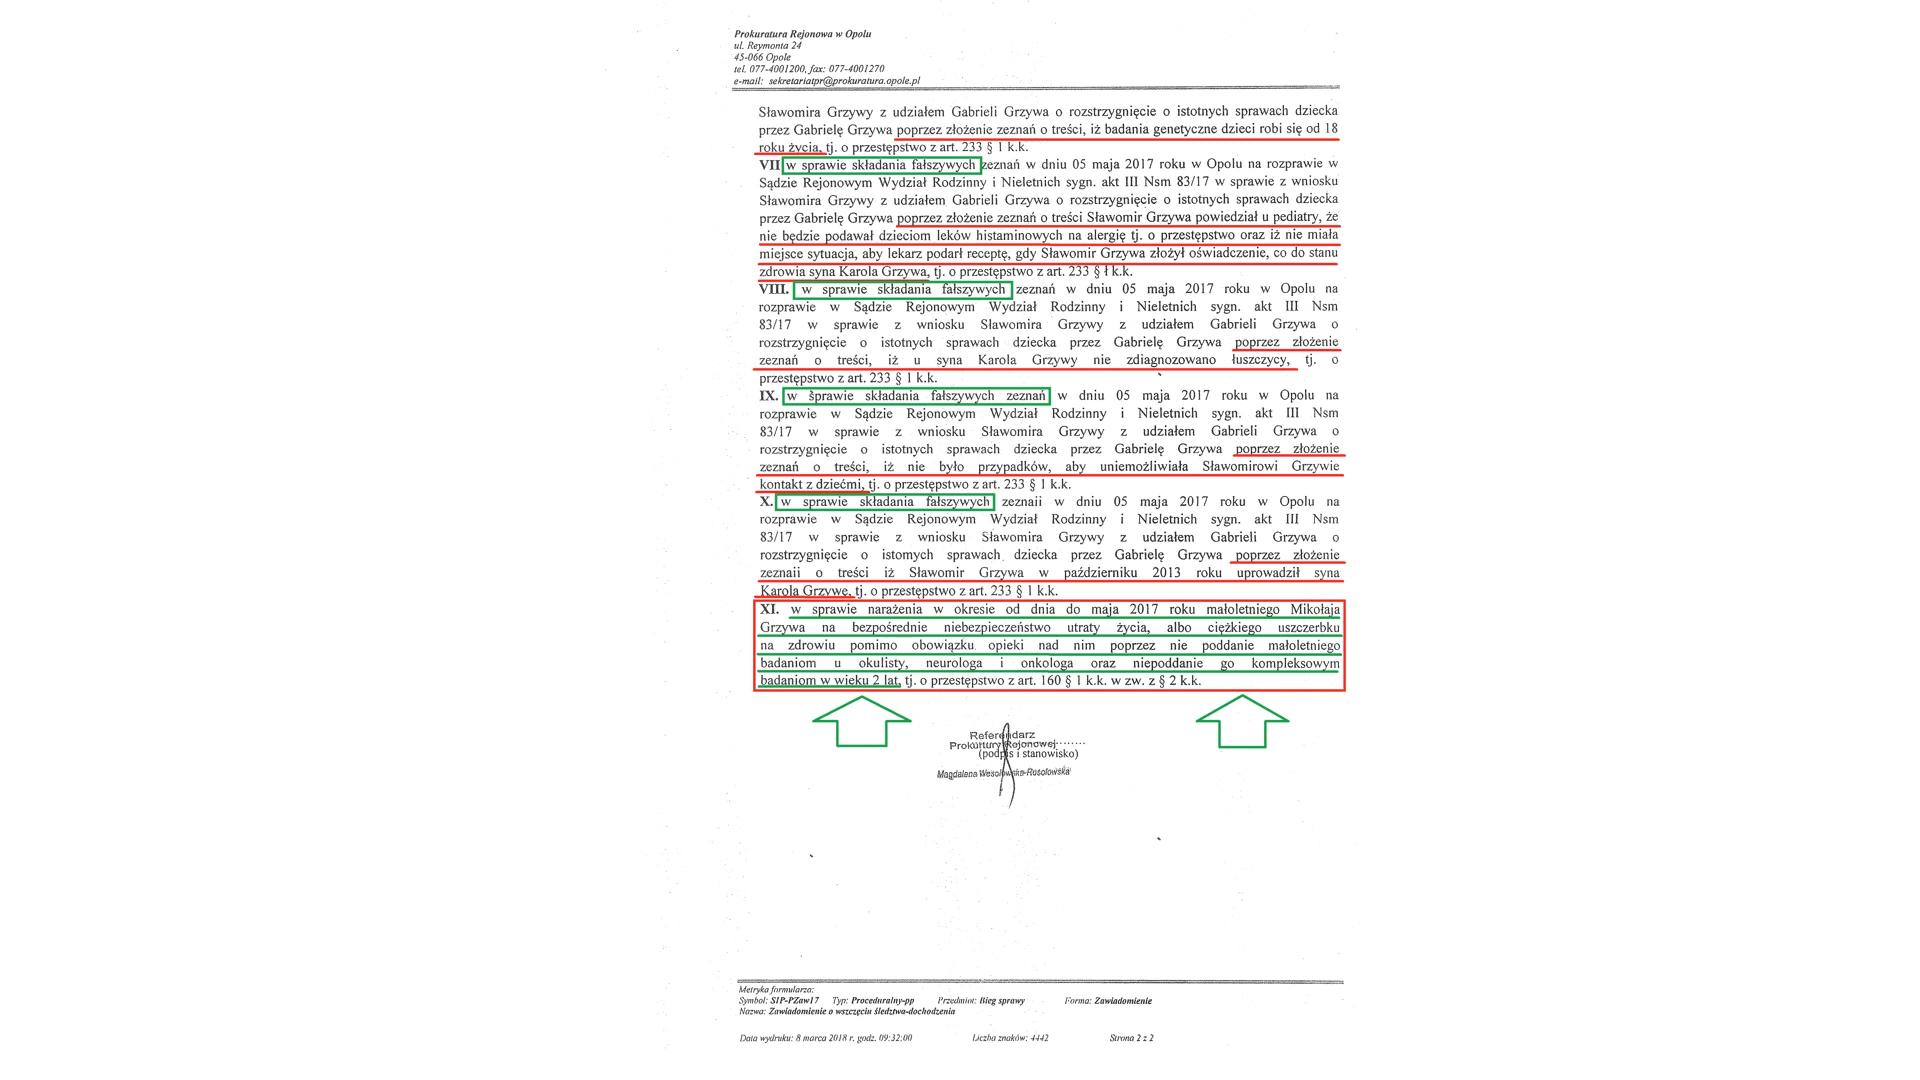 Prokuratura Rejonowa w Opolu
ul. Reymonta 24
45-066 Opole
tel. 077-4001200, fax: 077-4001270
e-mail: sekretariatpr@prokuratura.opole.pl
Sławomira Grzywy z udziałem Gabrieli Grzywa o rozstrzygnięcie o istotnych sprawach dziecka
przez Gabrielę Grzywa poprzez złożenie zeznań o treści, iż badania genetyczne dzieci robi się od 18
roku życia, tj. o przestępstwo z art. 233 § 1 k.k.
VII w sprawie składania fałszywych zeznań w dniu 05 maja 2017 roku w Opolu na rozprawie w
Sądzie Rejonowym Wydział Rodzinny i Nieletnich sygn. akt III Nsm 83/17 w sprawie z wniosku
Sławomira Grzywy z udziałem Gabrieli Grzywa o rozstrzygnięcie o istotnych sprawach dziecka
przez Gabrielę Grzywa poprzez złożenie zeznań o treści Sławomir Grzywa powiedział u pediatry, że
nie będzie podawał dzieciom leków histaminowych na alergię tj. o przestępstwo oraz iż nie miała
miejsce sytuacja, aby lekarz podarł receptę, gdy Sławomir Grzywa złożył oświadczenie, co do stanu
zdrowia syna Karola Grzywa, tj. o przestępstwo z art. 233 § ł k.k.
VIII. w sprawie składania fałszywych zeznań w dniu 05 maja 2017 roku w Opolu na
rozprawie w Sądzie Rejonowym Wydział Rodzinny i Nieletnich sygn. akt III Nsm
83/17 w sprawie z wniosku Sławomira Grzywy z udziałem Gabrieli Grzywa o
rozstrzygnięcie o istotnych sprawach dziecka przez Gabrielę Grzywa poprzez złożenie
zeznań o treści, iż u syna Karola Grzywy nie zdiagnozowano łuszczycy, tj. o
przestępstwo z art. 233 § 1 k.k.
IX. w sprawie składania fałszywych zeznań w dniu 05 maja 2017 roku w Opolu na
rozprawie w Sądzie Rejonowym Wydział Rodzinny i Nieletnich sygn. akt III Nsm
83/17 w sprawie z wniosku Sławomira Grzywy z udziałem Gabrieli Grzywa o
rozstrzygnięcie o istotnych sprawach dziecka przez Gabrielę Grzywa poprzez złożenie
zeznań o treści, iż nie było przypadków, aby uniemożliwiała Sławomirowi Grzywie
kontakt z dziećmi, tj. o przestępstwo z art. 233 § 1 k.k.
X. w sprawie składania fałszywych zeznaii w dniu 05 maja 2017 roku w Opolu na
rozprawie w Sądzie Rejonowym Wydział Rodzinny i Nieletnich sygn. akt III Nsm
83/17 w sprawie z wniosku Sławomira Grzywy z udziałem Gabrieli Grzywa o
rozstrzygnięcie o istomych sprawach dziecka przez Gabrielę Grzywa poprzez złożenie
zeznaii o treści iż Sławomir Grzywa w październiku 2013 roku uprowadził syna
Karola Grzywę, tj. o przestępstwo z art. 233 § 1 k.k.
XI. w sprawie narażenia w okresie od dnia do maja 2017 roku małoletniego Mikołaja
Grzywa na bezpośrednie niebezpieczeństwo utraty życia, albo ciężkiego uszczerbku
na zdrowiu pomimo obowiązku opieki nad nim poprzez nie poddanie małoletniego
badaniom u okulisty, neurologa i onkologa oraz niepoddanie go kompleksowym
badaniom w wieku 2 lat, tj. o przestępstwo z art. 160 § 1 k.k. w zw. z § 2 k.k.
Referendarz
Prokurtury Rejonowej
(podpis i stanowisko)
Magdalena Wesołowska-Rosołowska
Metryka formularza:
Symbol: S1P-PZaw17 Typ: Proceduralny-pp Przedmiot: Bieg sprawy Forma: Zawiadomienie
Nazwa: Zawiadomienie o wszczęciu śledztwa-dochodzenia
Data wydruku: 8 marca 2018 r. godz. 09:32:00 Liczba znaków: 4442 Strona 2 z 2